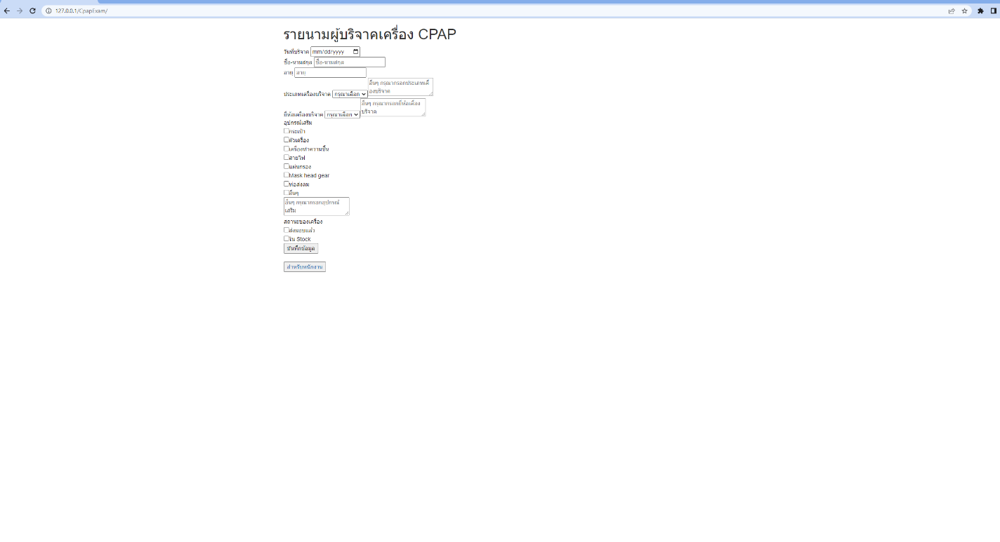 127.0.0.1/CpapExam/
รายนามผู้บริจาคเครื่อง CPAP
วันที่บริจาค mm/dd/yyyy
ชื่อ-นามสกุล ชื่อ-นามสกุล
อายุ อายุ
ประเภทเครื่องบริจาค กรุณาเลือก อื่นๆ กรุณากรอกประเภทเครื่
องบริจาค
ยี่ห้อเครื่องบริจาค กรุณาเลือก อื่นๆ กรุณากรอกยี่ห้อเครื่อง
บริจาค
อุปกรณ์เสริม
กระเป๋า
ตัวเครื่อง
เครื่องทำความชื้น
สายไฟ
แผ่นกรอง
Mask head gear
ท่อส่งลม
อื่นๆ
อื่นๆ กรุณากรอกอุปกรณ์
เสริม
สถานะของเครื่อง
ส่งมอบแล้ว
ใน Stock
บันทึกข้อมูล
สำหรับพนักงาน